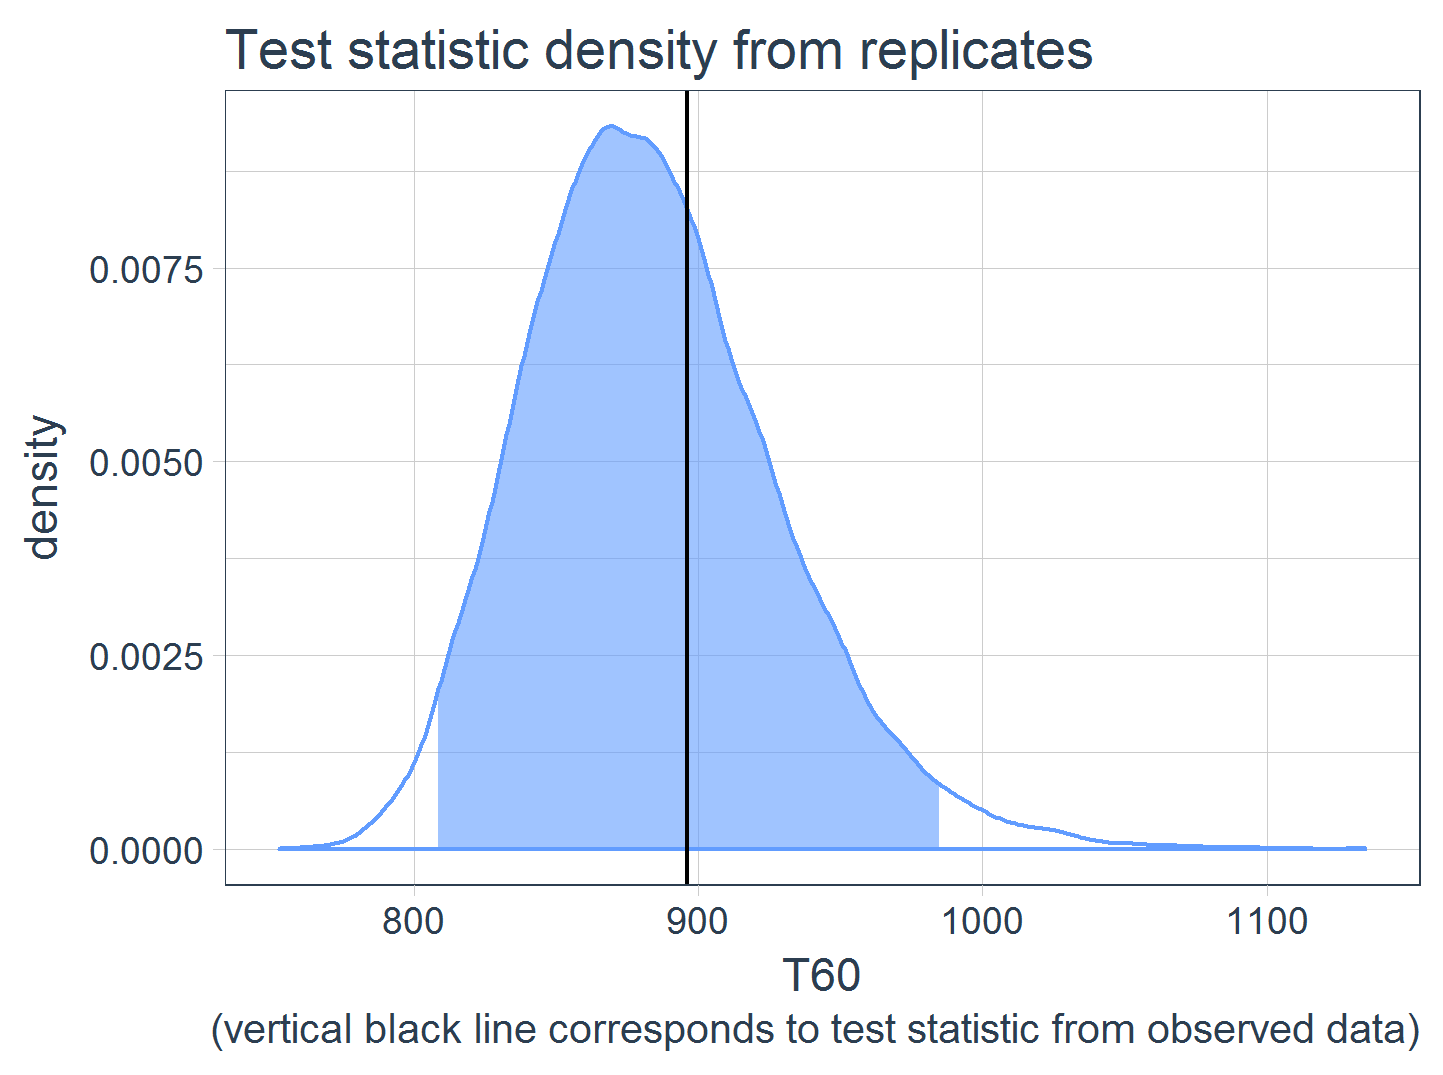 Test statistic density from replicates
density
0.0075
0.0050
0.0025
0.0000
800 900 1000 1100
T60
(vertical black line corresponds to test statistic from observed data)